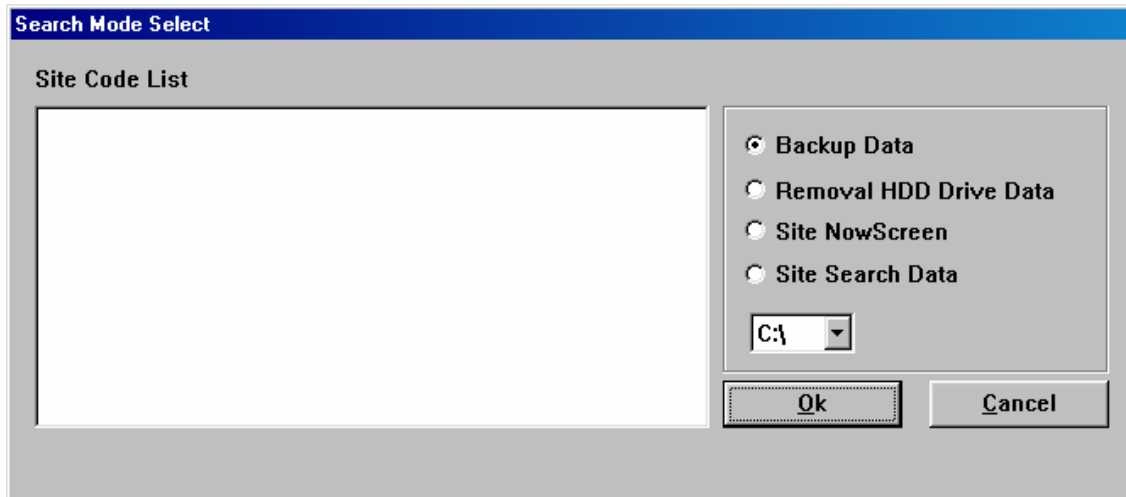 Search Mode Select
Site Code List
Backup Data
Removal HDD Drive Data
Site NowScreen
Site Search Data
C:\
Ok
Cancel